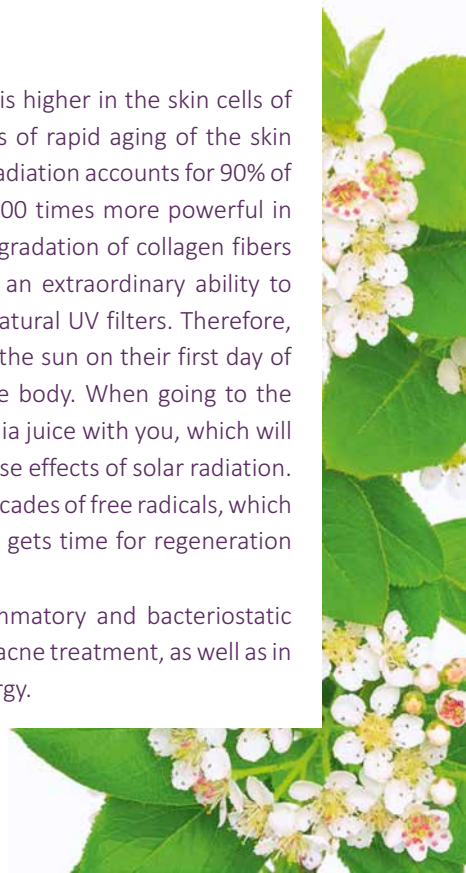 is higher in the skin cells of
s of rapid aging of the skin
adiation accounts for 90% of
00 times more powerful in
gradation of collagen fibers
an extraordinary ability to
atural UV filters. Therefore,
the sun on their first day of
e body. When going to the
ia juice with you, which will
se effects of solar radiation.
cades of free radicals, which
gets time for regeneration
mmatory and bacteriostatic
acne treatment, as well as in
rgy.